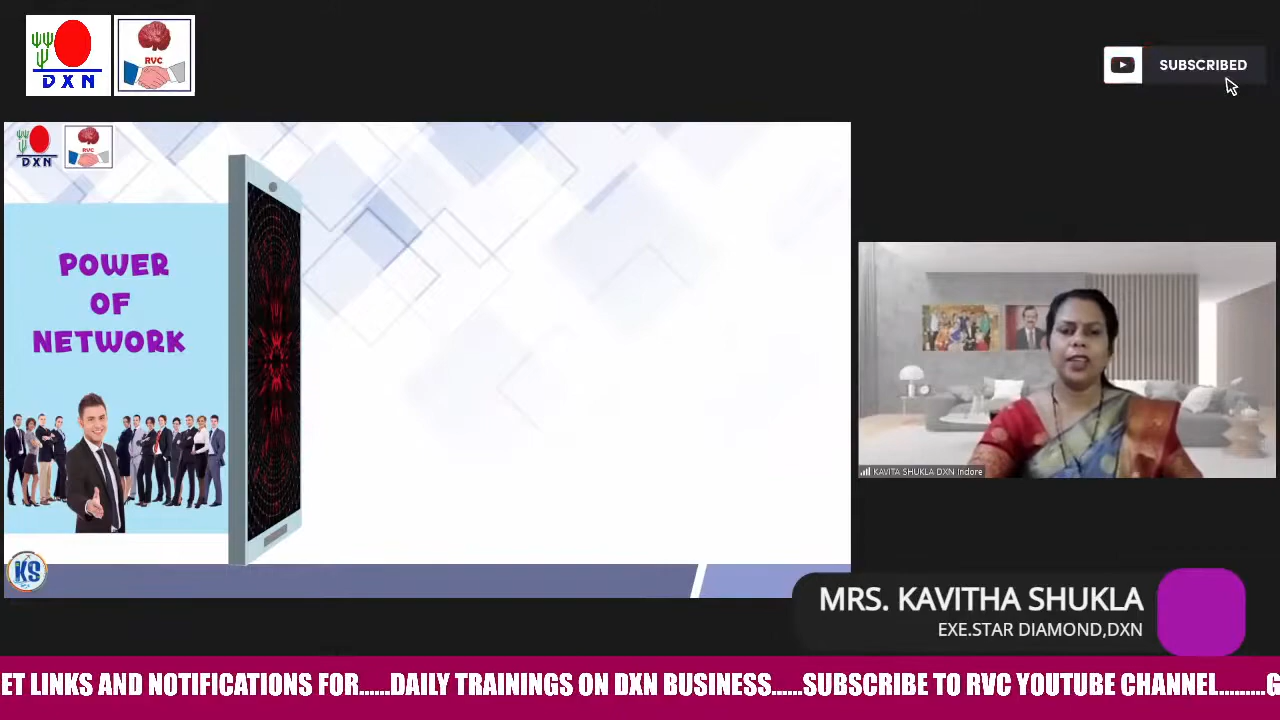 DXN
RVC
SUBSCRIBED
DXN
RVC
POWER
OF
NETWORK
KAVITA SHUKLA DXN Indore
KS
MRS. KAVITHA SHUKLA
EXE.STAR DIAMOND,DXN
ET LINKS AND NOTIFICATIONS FOR......DAILY TRAININGS ON DXN BUSINESS......SUBSCRIBE TO RVC YOUTUBE CHANNEL.........6